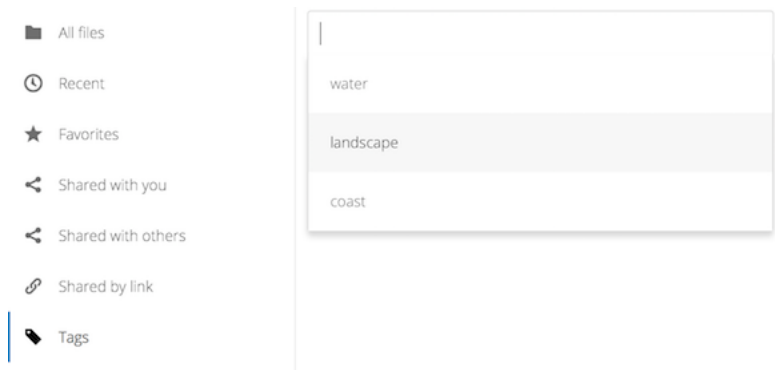 All files
Recent
Favorites
Shared with you
Shared with others
Shared by link
Tags
water
landscape
coast